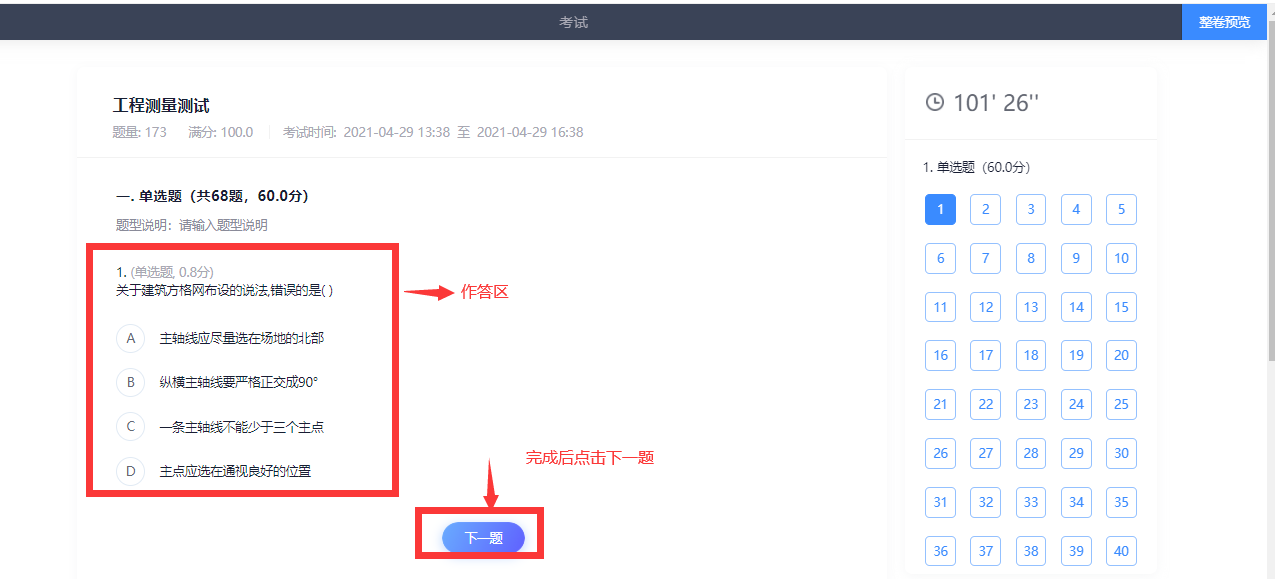 考试
整卷预览
工程测量测试
题量: 173 满分: 100.0 考试时间: 2021-04-29 13:38 至 2021-04-29 16:38
101' 26''
一. 单选题（共68题，60.0分）
题型说明：请输入题型说明
1. (单选题, 0.8分)
关于建筑方格网布设的说法,错误的是( )
A 主轴线应尽量选在场地的北部
B 纵横主轴线要严格正交成90°
C 一条主轴线不能少于三个主点
D 主点应选在通视良好的位置
作答区
完成后点击下一题
下一题
1. 单选题（60.0分）
1 2 3 4 5
6 7 8 9 10
11 12 13 14 15
16 17 18 19 20
21 22 23 24 25
26 27 28 29 30
31 32 33 34 35
36 37 38 39 40